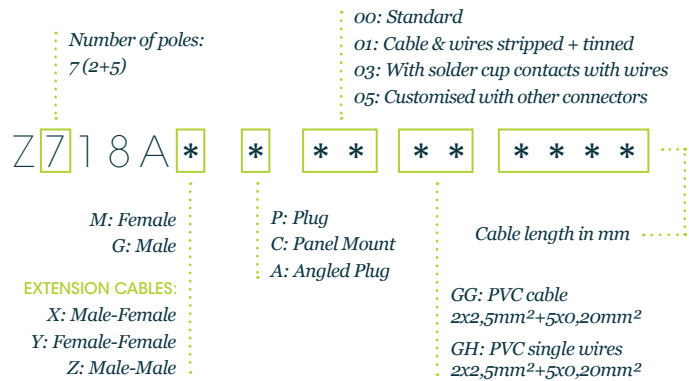 00: Standard
Number of poles:
01: Cable & wires stripped + tinned
7 (2+5)
03: With solder cup contacts with wires
05: Customised with other connectors
Z718A* * ** ** ****
M: Female
P: Plug
G: Male
C: Panel Mount
Cable length in mm
A: Angled Plug
EXTENSION CABLES:
GG: PVC cable
X: Male-Female
2x2,5mm²+5x0,20mm²
Y: Female-Female
GH: PVC single wires
Z: Male-Male
2x2,5mm²+5x0,20mm²